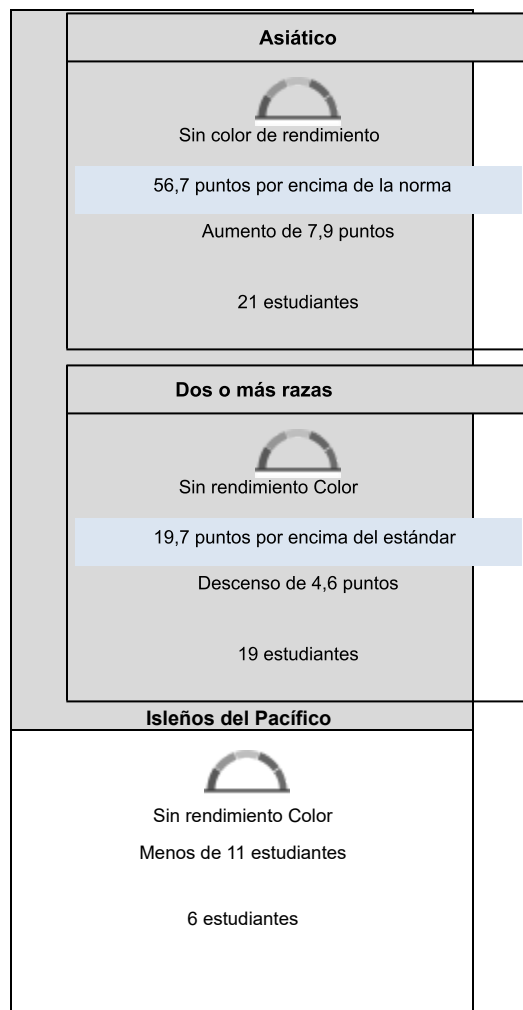 Asiático
Sin color de rendimiento
56,7 puntos por encima de la norma
Aumento de 7,9 puntos
21 estudiantes
Dos o más razas
Sin rendimiento Color
19,7 puntos por encima del estándar
Descenso de 4,6 puntos
19 estudiantes
Isleños del Pacífico
Sin rendimiento Color
Menos de 11 estudiantes
6 estudiantes